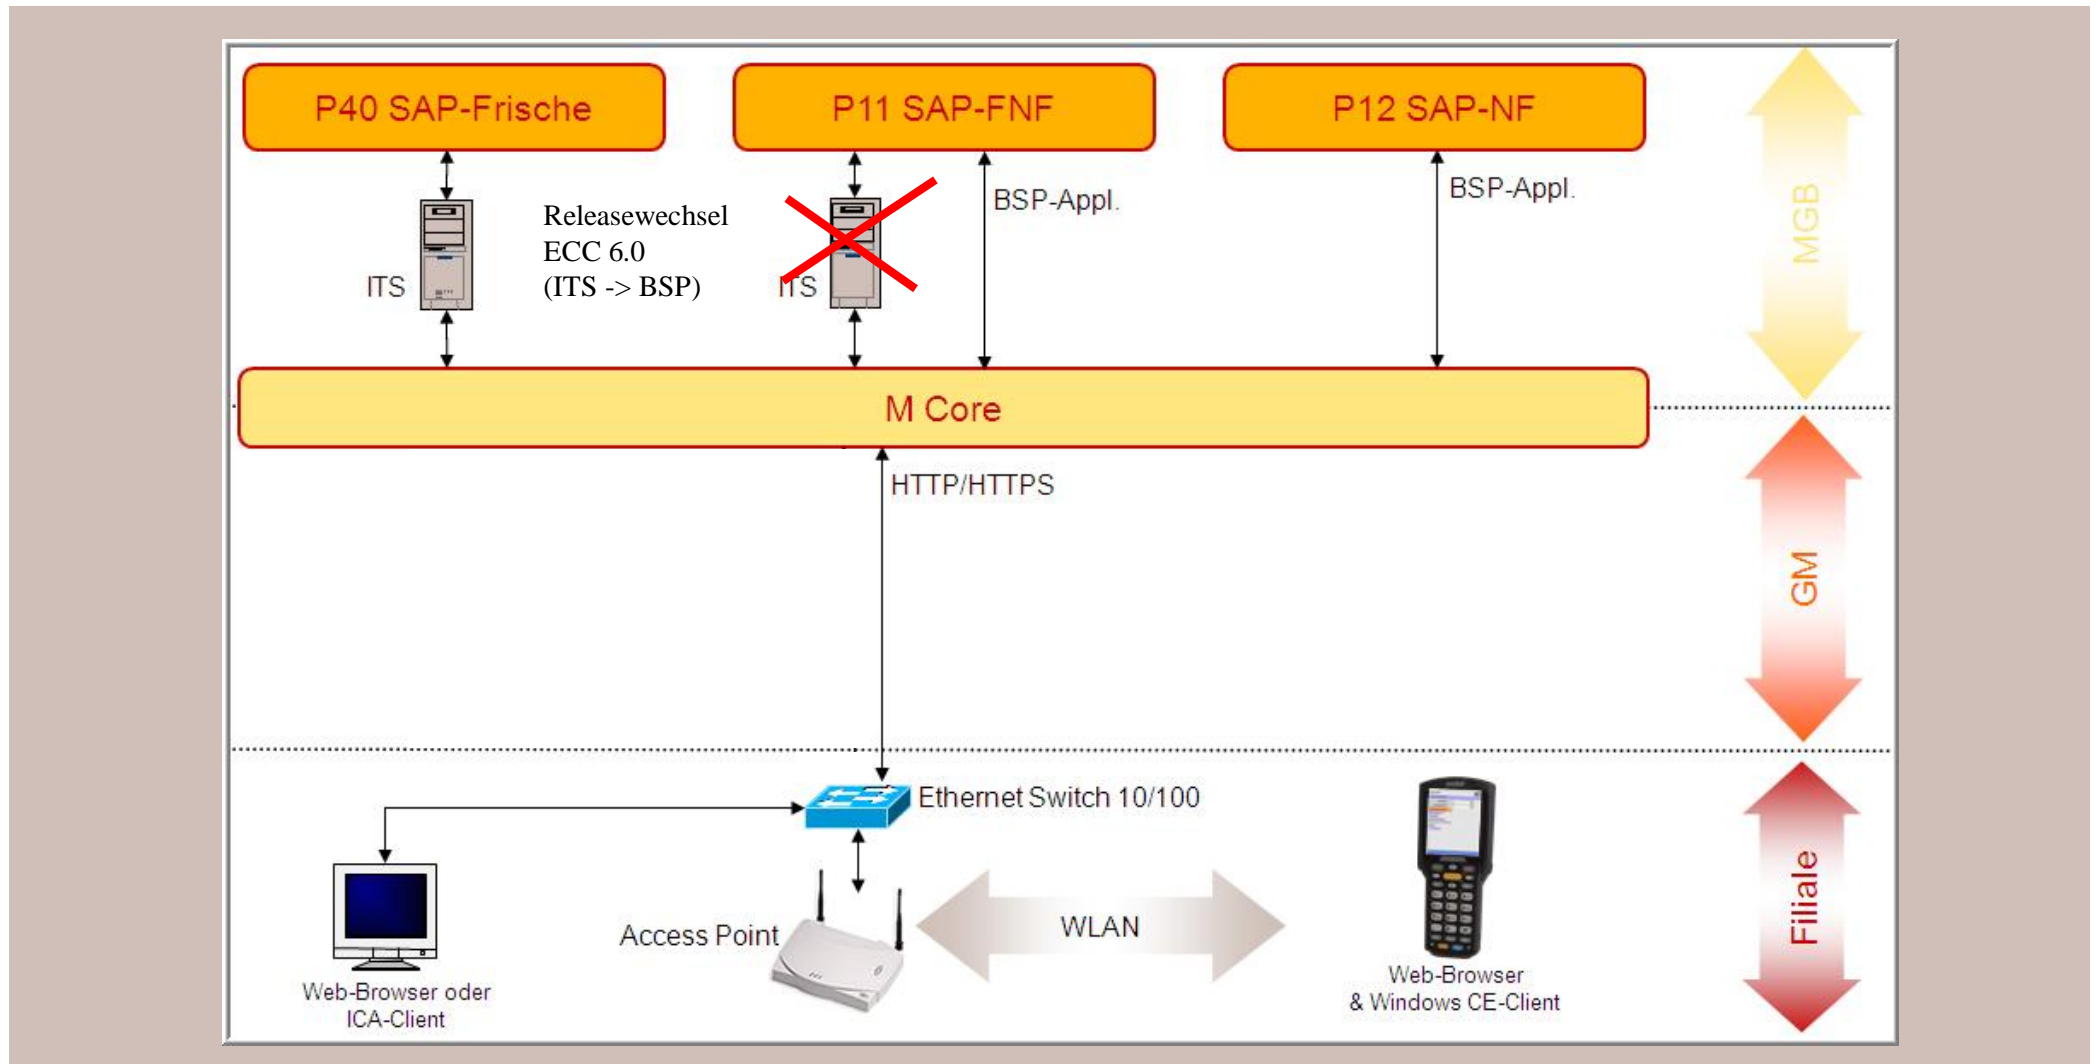 P40 SAP-Frische
P11 SAP-FNF
P12 SAP-NF
MGB
Releasewechsel
ECC 6.0
(ITS -> BSP)
BSP-Appl.
BSP-Appl.
ITS
ITS
M Core
HTTP/HTTPS
GM
Ethernet Switch 10/100
Filiale
Access Point
WLAN
Web-Browser oder
ICA-Client
Web-Browser
& Windows CE-Client